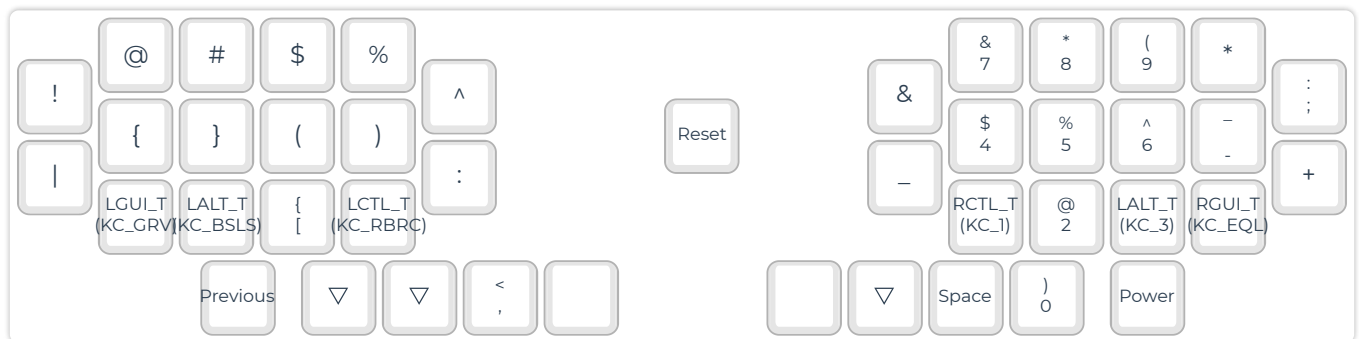 @ # $ %
! ^
{ } ( )
| :
LGUI_T
(KC_GRV)
LALT_T
(KC_BSLS)
{
[
LCTL_T
(KC_RBRC)
Previous ▽ ▽
<
,
Reset
&
7
*
8
(
9
*
&
:
;
$
4
%
5
^
6
_
-
_ +
RCTL_T
(KC_1)
@
2
LALT_T
(KC_3)
RGUI_T
(KC_EQL)
▽ Space
)
0
Power